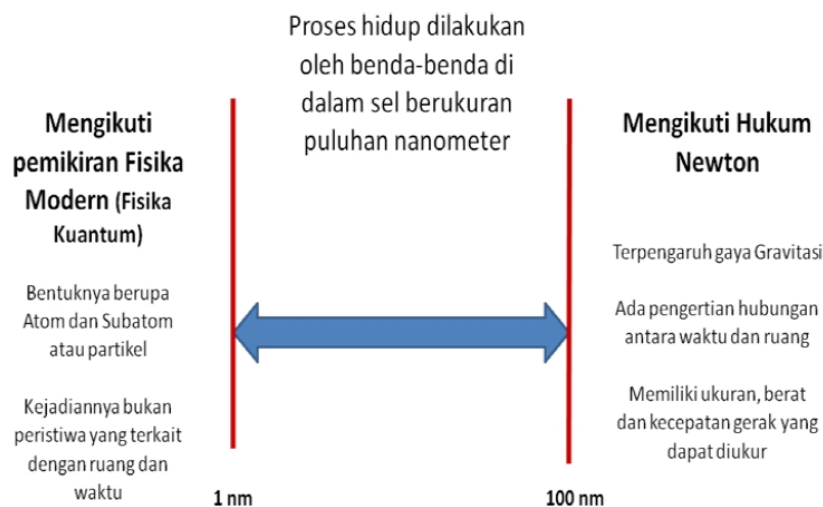 Proses hidup dilakukan
oleh benda-benda di
dalam sel berukuran
puluhan nanometer
Mengikuti
pemikiran Fisika
Modern (Fisika
Kuantum)
Bentuknya berupa
Atom dan Subatom
atau partikel
Kejadiannya bukan
peristiwa yang terkait
dengan ruang dan
waktu
Mengikuti Hukum
Newton
Terpengaruh gaya Gravitasi
Ada pengertian hubungan
antara waktu dan ruang
Memiliki ukuran, berat
dan kecepatan gerak yang
dapat diukur
1 nm
100 nm